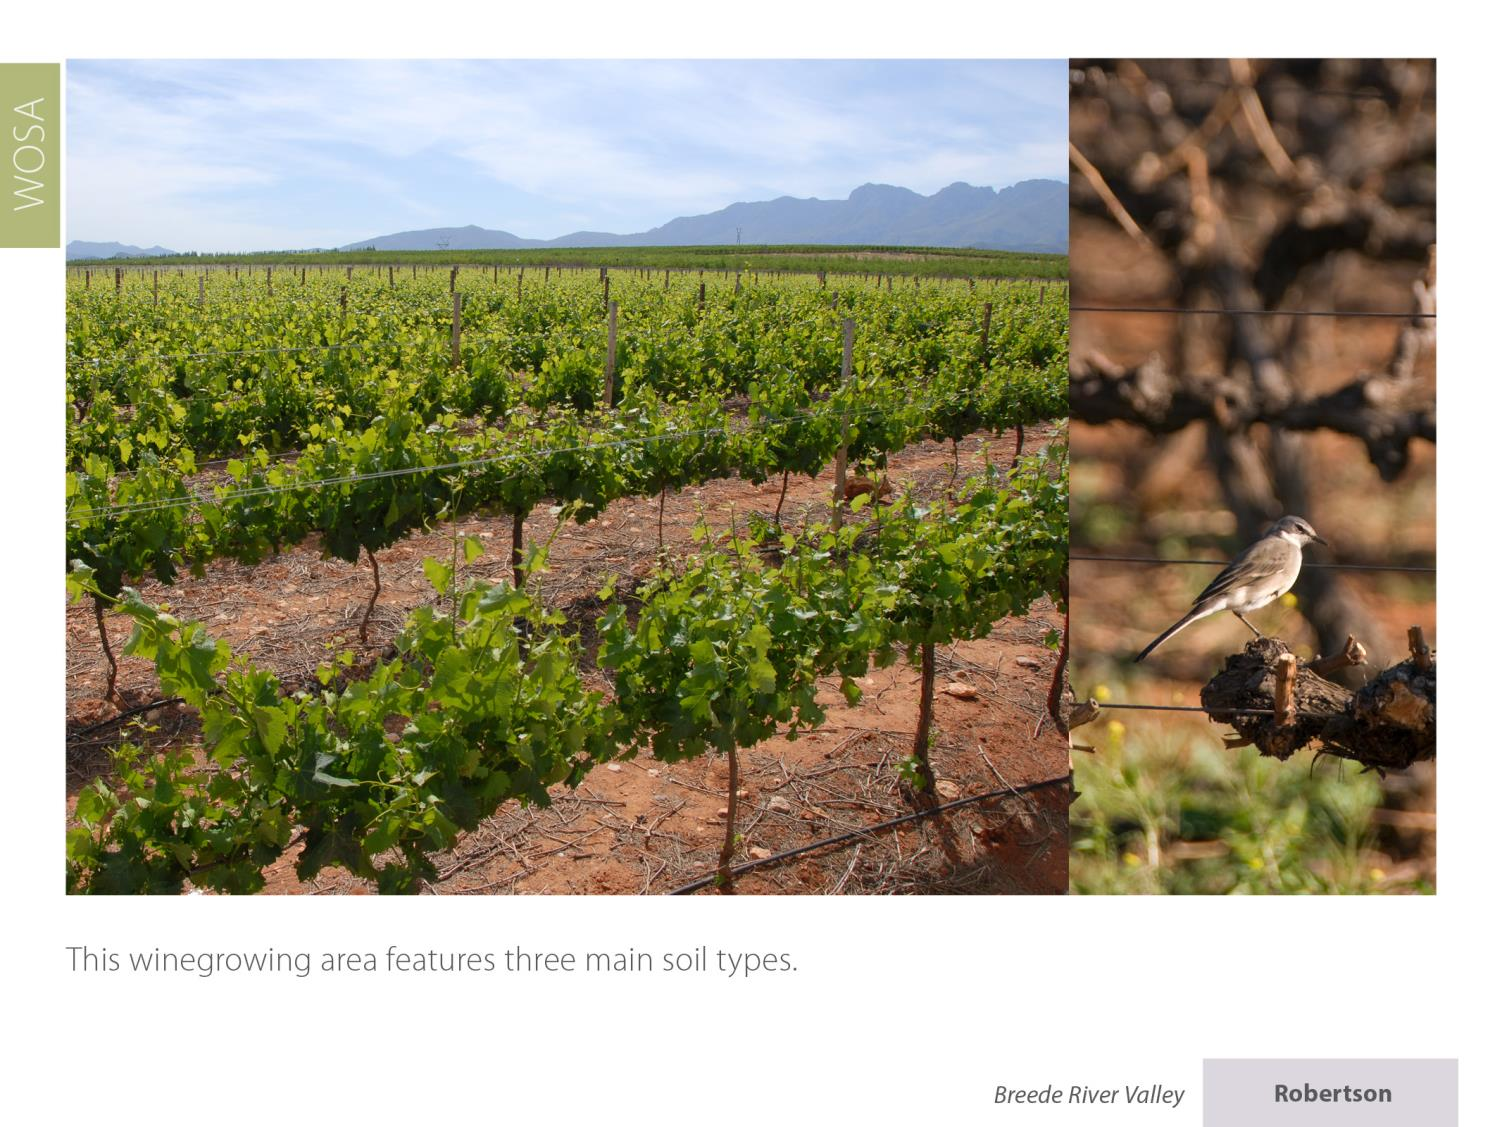 WOSA
This winegrowing area features three main soil types.
Breede River Valley
Robertson